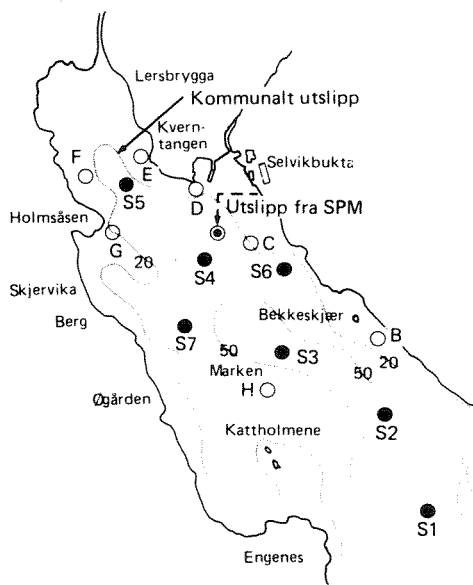 Lersbrygga
Kommunalt utslipp
Kvern-
tangen
Selvikbukta
F
E
S5
D
Holmsåsen
Utslipp fra SPM
G
C
20
S4
S6
Skjervika
Berg
Bekkeskjær
B
S7
50
S3
20
50
Marken
H
Øgården
S2
Kattholmene
S1
Engenes